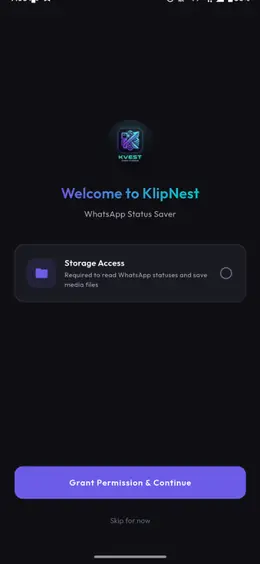 KVEST
Welcome to KlipNest
WhatsApp Status Saver
Storage Access
Required to read WhatsApp statuses and save
media files
Grant Permission & Continue
Skip for now